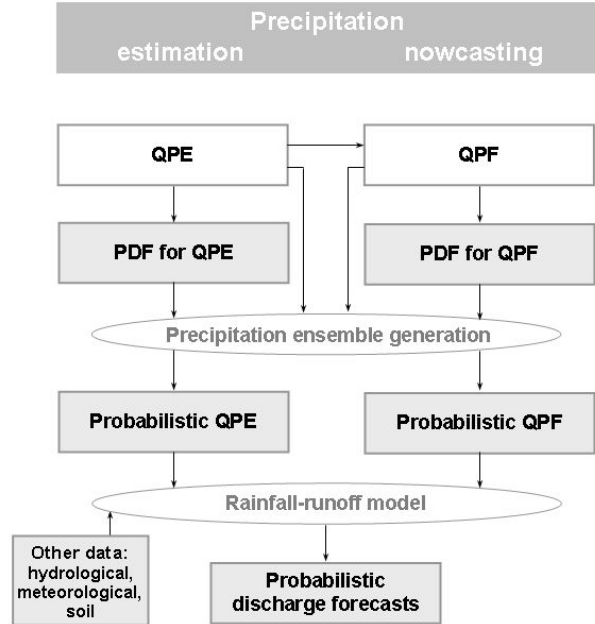 Precipitation
estimation nowcasting
QPE QPF
PDF for QPE PDF for QPF
Precipitation ensemble generation
Probabilistic QPE Probabilistic QPF
Rainfall-runoff model
Other data:
hydrological,
meteorological,
soil
Probabilistic
discharge forecasts